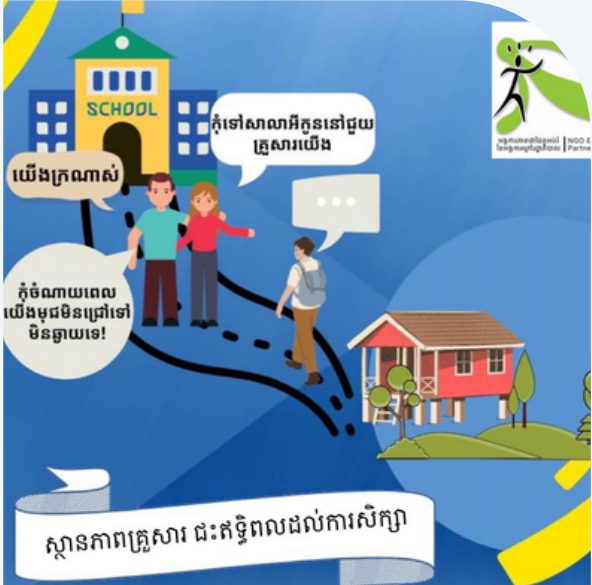 SCHOOL
កុំទៅសាលាអីកូននៅជួយ
គ្រួសារយើង
យើងក្រណាស់
...
កុំចំណាយពេល
យើងមុជមិនជ្រៅទៅ
មិនឆ្ងាយទេ!
ស្ថានភាពគ្រួសារ ជះឥទ្ធិពលដល់ការសិក្សា
NGO E
Partne